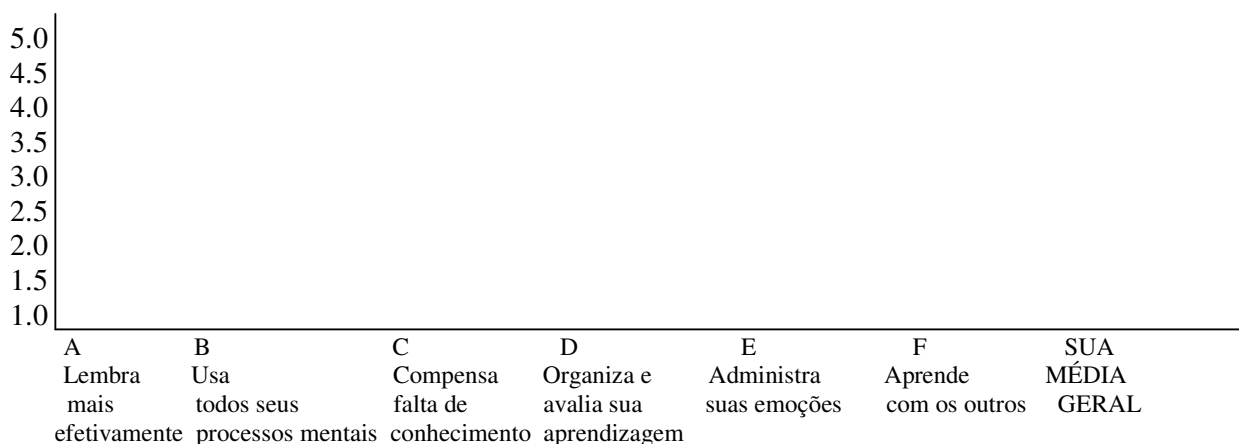 5.0
4.5
4.0
3.5
3.0
2.5
2.0
1.5
1.0
A B C D E F SUA
Lembra Usa Compensa Organiza e Administra Aprende MÉDIA
mais todos seus falta de avalia sua suas emoções com os outros GERAL
efetivamente processos mentais conhecimento aprendizagem